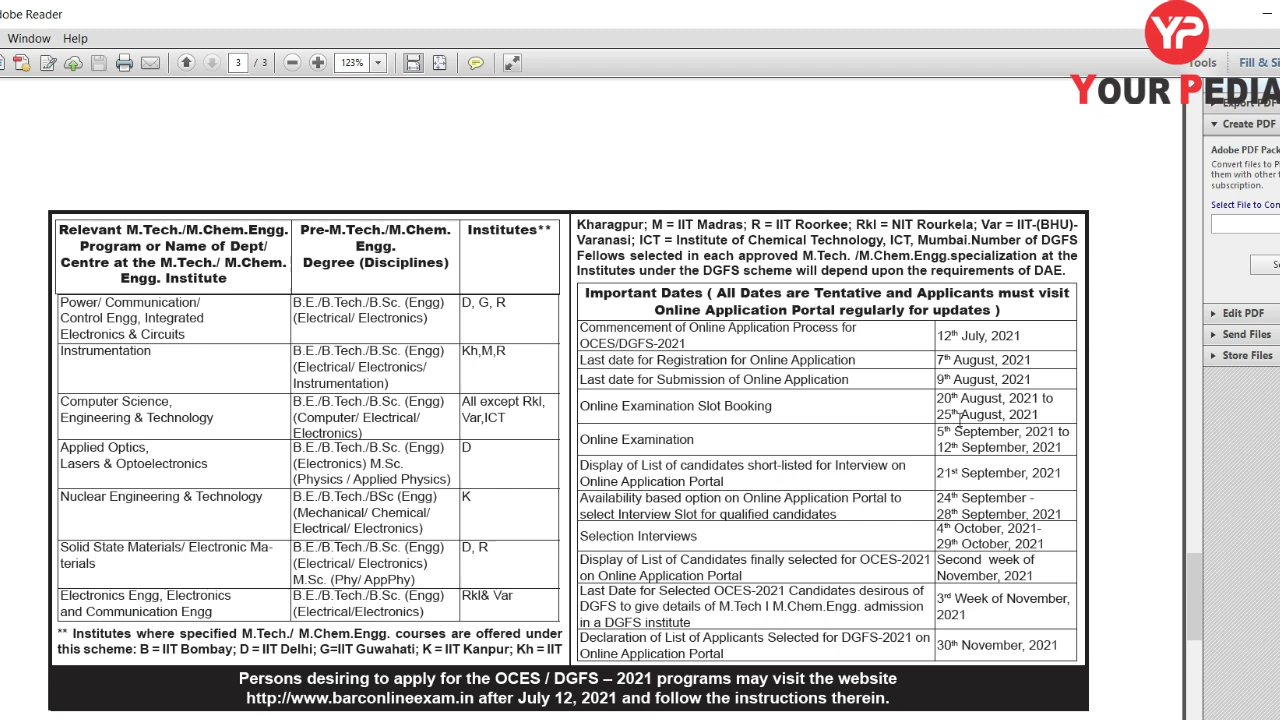 dobe Reader
Window Help
3 / 3
123%
Tools
Fill & Si
YP
YOUR PEDIA
Export PDF
Create PDF
Adobe PDF Pack
Convert files to P
them with other f
subscription.
Select File to Con
Edit PDF
Send Files
Store Files
Relevant M.Tech./M.Chem.Engg.
Program or Name of Dept/
Centre at the M.Tech./ M.Chem.
Engg. Institute
Pre-M.Tech./M.Chem.
Engg.
Degree (Disciplines)
Institutes**
Power/ Communication/
Control Engg, Integrated
Electronics & Circuits
B.E./B.Tech./B.Sc. (Engg)
(Electrical/ Electronics)
D, G, R
Instrumentation
B.E./B.Tech./B.Sc. (Engg)
(Electrical/ Electronics/
Instrumentation)
Kh,M,R
Computer Science,
Engineering & Technology
B.E./B.Tech./B.Sc. (Engg)
(Computer/ Electrical/
Electronics)
All except Rkl,
Var,ICT
Applied Optics,
Lasers & Optoelectronics
B.E./B.Tech./B.Sc. (Engg)
(Electronics) M.Sc.
(Physics / Applied Physics)
D
Nuclear Engineering & Technology
B.E./B.Tech./BSc (Engg)
(Mechanical/ Chemical/
Electrical/ Electronics)
K
Solid State Materials/ Electronic Ma-
terials
B.E./B.Tech./B.Sc. (Engg)
(Electrical/ Electronics)
M.Sc. (Phy/ AppPhy)
D, R
Electronics Engg, Electronics
and Communication Engg
B.E./B.Tech./B.Sc. (Engg)
(Electrical/Electronics)
Rkl& Var
** Institutes where specified M.Tech./ M.Chem.Engg. courses are offered under
this scheme: B = IIT Bombay; D = IIT Delhi; G=IIT Guwahati; K = IIT Kanpur; Kh = IIT
Kharagpur; M = IIT Madras; R = IIT Roorkee; Rkl = NIT Rourkela; Var = IIT-(BHU)-
Varanasi; ICT = Institute of Chemical Technology, ICT, Mumbai.Number of DGFS
Fellows selected in each approved M.Tech. /M.Chem.Engg.specialization at the
Institutes under the DGFS scheme will depend upon the requirements of DAE.
Important Dates ( All Dates are Tentative and Applicants must visit
Online Application Portal regularly for updates )
Commencement of Online Application Process for
OCES/DGFS-2021
12th July, 2021
Last date for Registration for Online Application
7th August, 2021
Last date for Submission of Online Application
9th August, 2021
Online Examination Slot Booking
20th August, 2021 to
25th August, 2021
Online Examination
5th September, 2021 to
12th September, 2021
Display of List of candidates short-listed for Interview on
Online Application Portal
21st September, 2021
Availability based option on Online Application Portal to
select Interview Slot for qualified candidates
24th September -
28th September, 2021
Selection Interviews
4th October, 2021-
29th October, 2021
Display of List of Candidates finally selected for OCES-2021
on Online Application Portal
Second week of
November, 2021
Last Date for Selected OCES-2021 Candidates desirous of
DGFS to give details of M.Tech I M.Chem.Engg. admission
in a DGFS institute
3rd Week of November,
2021
Declaration of List of Applicants Selected for DGFS-2021 on
Online Application Portal
30th November, 2021
Persons desiring to apply for the OCES / DGFS – 2021 programs may visit the website
http://www.barconlineexam.in after July 12, 2021 and follow the instructions therein.